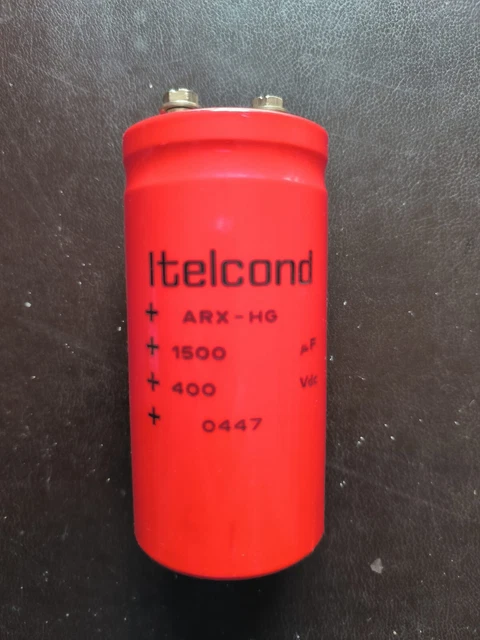 Itelcond
+ ARX-HG
+ 1500 µF
+ 400 Vdc
+ 0447